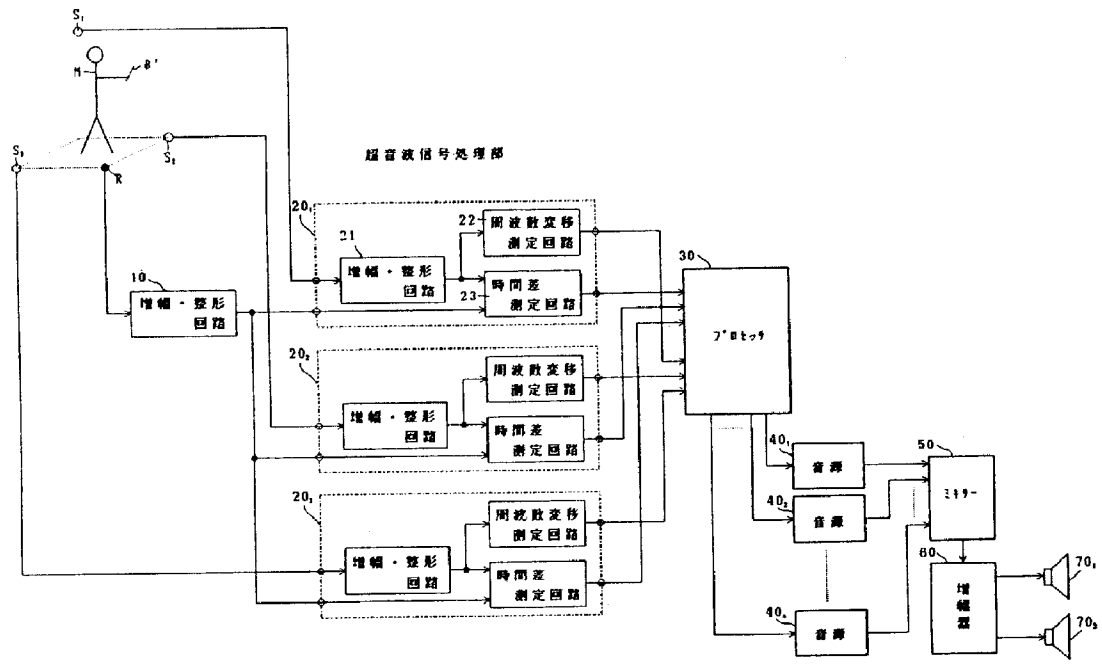 S₁
M
B'
S₃
S₂
R
超音波信号処理部
20₁
21
22
周波数変移
測定回路
増幅・整形
回路
23
時間差
測定回路
10
増幅・整形
回路
30
プロセッサ
20₂
周波数変移
測定回路
増幅・整形
回路
時間差
測定回路
20₃
周波数変移
測定回路
増幅・整形
回路
時間差
測定回路
40₁
音源
40₂
音源
40ₙ
音源
50
ミキサー
60
増幅器
70₁
70₂